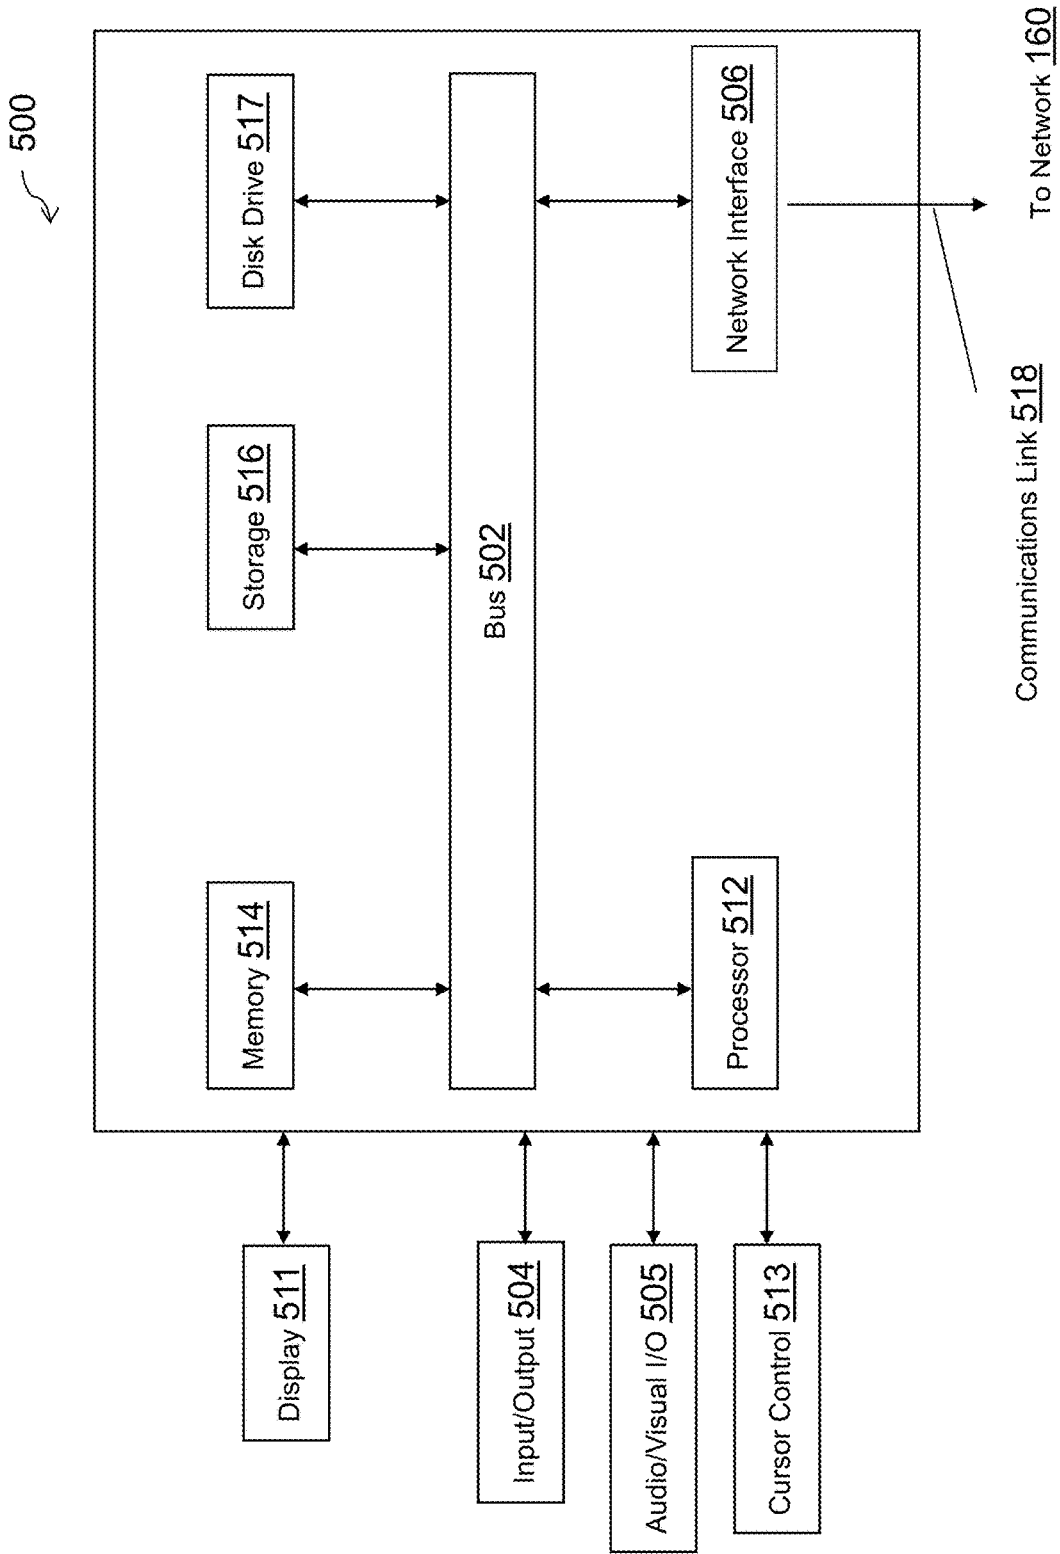 500
Display 511
Memory 514
Storage 516
Disk Drive 517
Input/Output 504
Bus 502
Audio/Visual I/O 505
Cursor Control 513
Processor 512
Network Interface 506
Communications Link 518
To Network 160